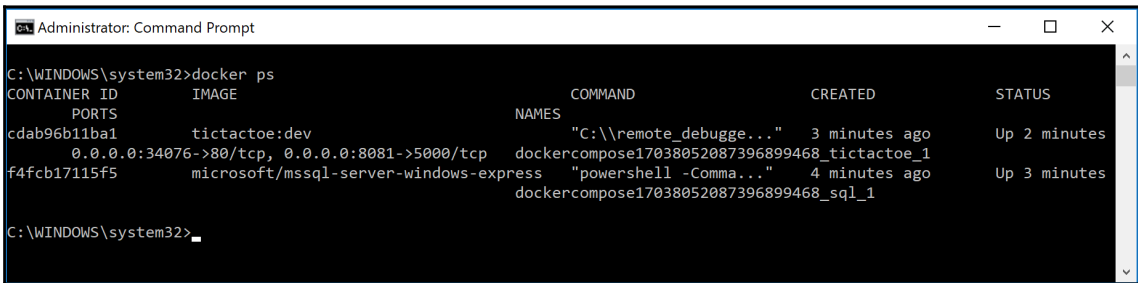 Administrator: Command Prompt
C:\WINDOWS\system32>docker ps
CONTAINER ID IMAGE COMMAND CREATED STATUS
PORTS NAMES
cdab96b11ba1 tictactoe:dev "C:\\remote_debugge..." 3 minutes ago Up 2 minutes
0.0.0.0:34076->80/tcp, 0.0.0.0:8081->5000/tcp dockercompose17038052087396899468_tictactoe_1
f4fcb17115f5 microsoft/mssql-server-windows-express "powershell -Comma..." 4 minutes ago Up 3 minutes
dockercompose17038052087396899468_sql_1
C:\WINDOWS\system32>